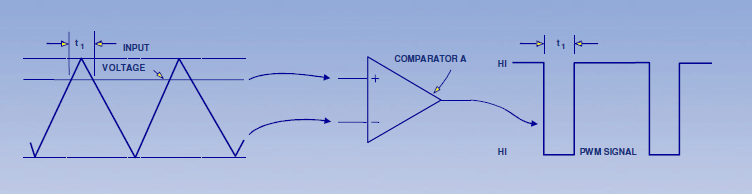 t1
INPUT
VOLTAGE
COMPARATOR A
+
−
t1
HI
HI
PWM SIGNAL